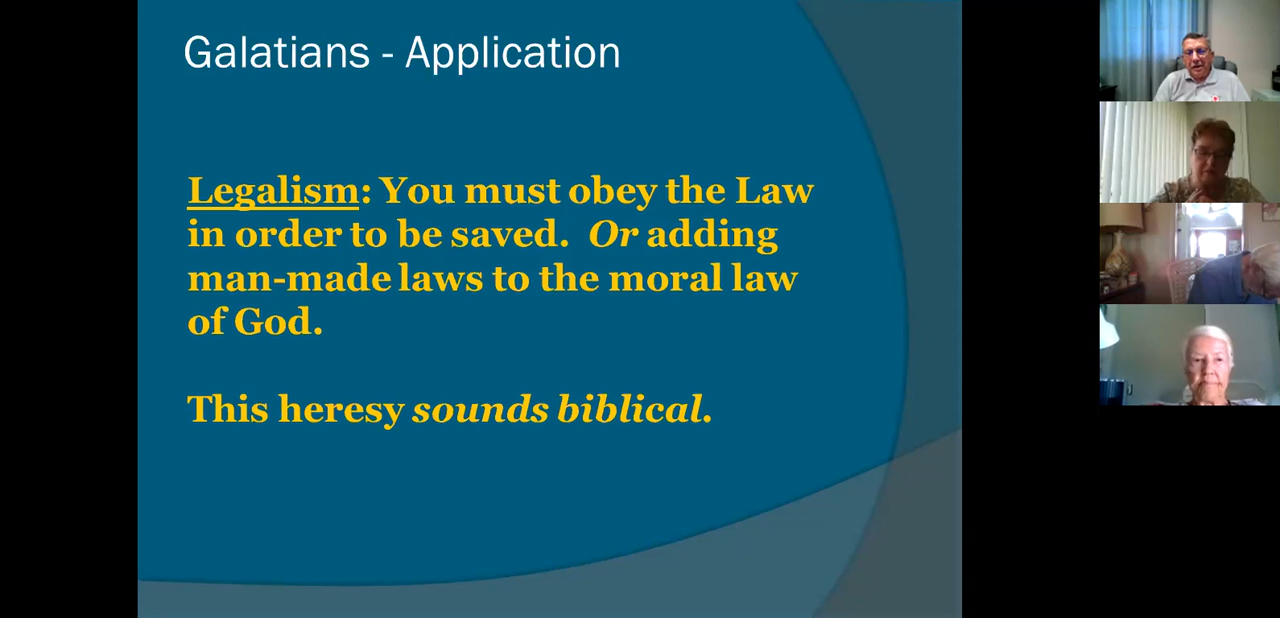 Galatians - Application
Legalism: You must obey the Law
in order to be saved. Or adding
man-made laws to the moral law
of God.
This heresy sounds biblical.